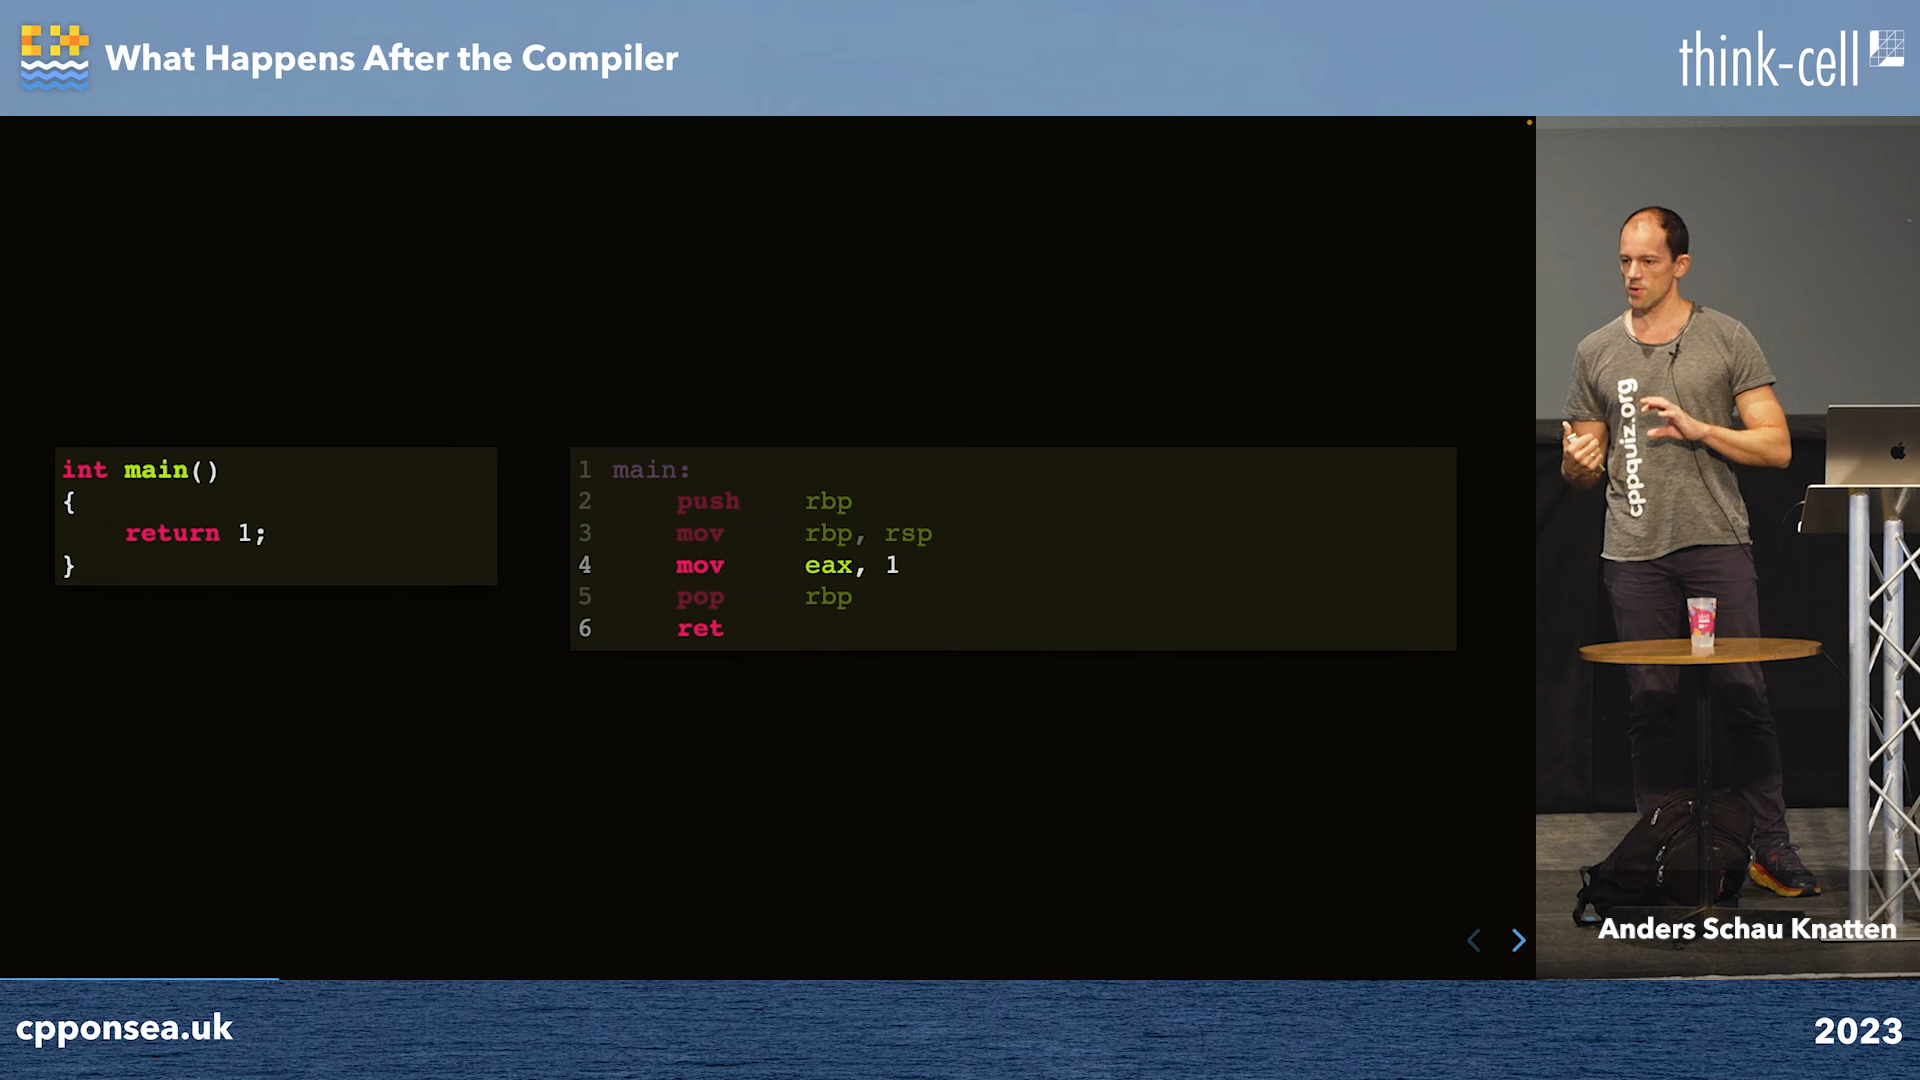 What Happens After the Compiler
think-cell
int main()
{
    return 1;
}
1 main:
2     push    rbp
3     mov     rbp, rsp
4     mov     eax, 1
5     pop     rbp
6     ret
cppquiz.org
Anders Schau Knatten
cpponsea.uk
2023